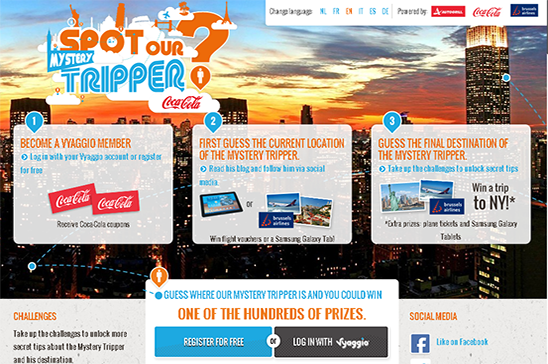 Change language: NL FR EN IT ES DE Powered by: AUTOGRILL Coca-Cola brussels airlines
SPOT OUR
MYSTERY
TRIPPER?
Coca-Cola
1
BECOME A VYAGGIO MEMBER
Log in with your Vyaggio account or register
for free
Coca-Cola Coca-Cola
Receive Coca-Cola coupons
2
FIRST GUESS THE CURRENT LOCATION
OF THE MYSTERY TRIPPER.
Read his blog and follow him via social
media
or
brussels
airlines
Win flight vouchers or a Samsung Galaxy Tab!
3
GUESS THE FINAL DESTINATION OF
THE MYSTERY TRIPPER.
Take up the challenges to unlock secret tips
brussels
airlines
Win a trip
to NY!*
*Extra prizes: plane tickets and Samsung Galaxy
Tablets
GUESS WHERE OUR MYSTERY TRIPPER IS AND YOU COULD WIN
ONE OF THE HUNDREDS OF PRIZES.
REGISTER FOR FREE or LOG IN WITH vyaggio
CHALLENGES
Take up the challenges to unlock more
secret tips about the Mystery Tripper
and his destination.
SOCIAL MEDIA
f Like on Facebook